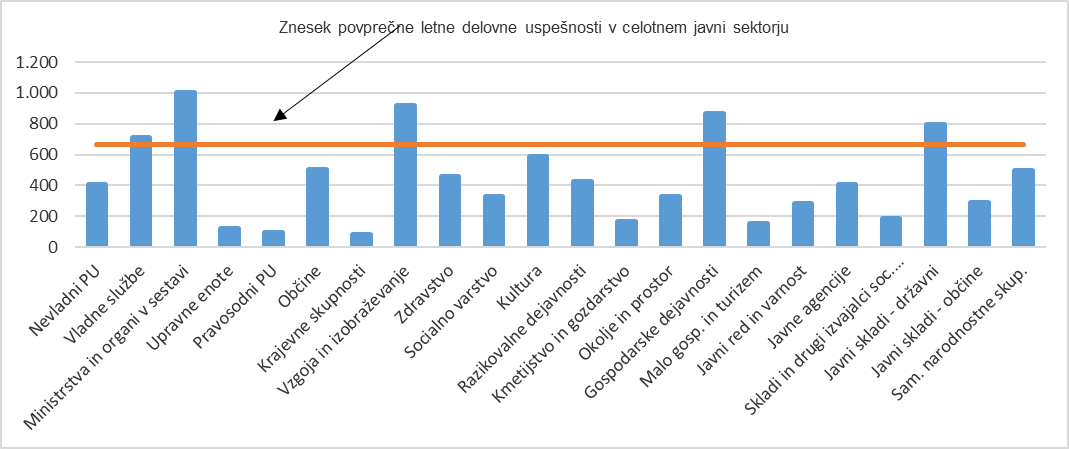 Znesek povprečne letne delovne uspešnosti v celotnem javni sektorju
1.200
1.000
800
600
400
200
0
Nevladni PU
Vladne službe
Ministrstva in organi v sestavi
Upravne enote
Pravosodni PU
Občine
Krajevne skupnosti
Vzgoja in izobraževanje
Zdravstvo
Socialno varstvo
Kultura
Razikovalne dejavnosti
Kmetijstvo in gozdarstvo
Okolje in prostor
Gospodarske dejavnosti
Malo gosp. in turizem
Javni red in varnost
Javne agencije
Skladi in drugi izvajalci soc....
Javni skladi - državni
Javni skladi - občine
Sam. narodnostne skup.